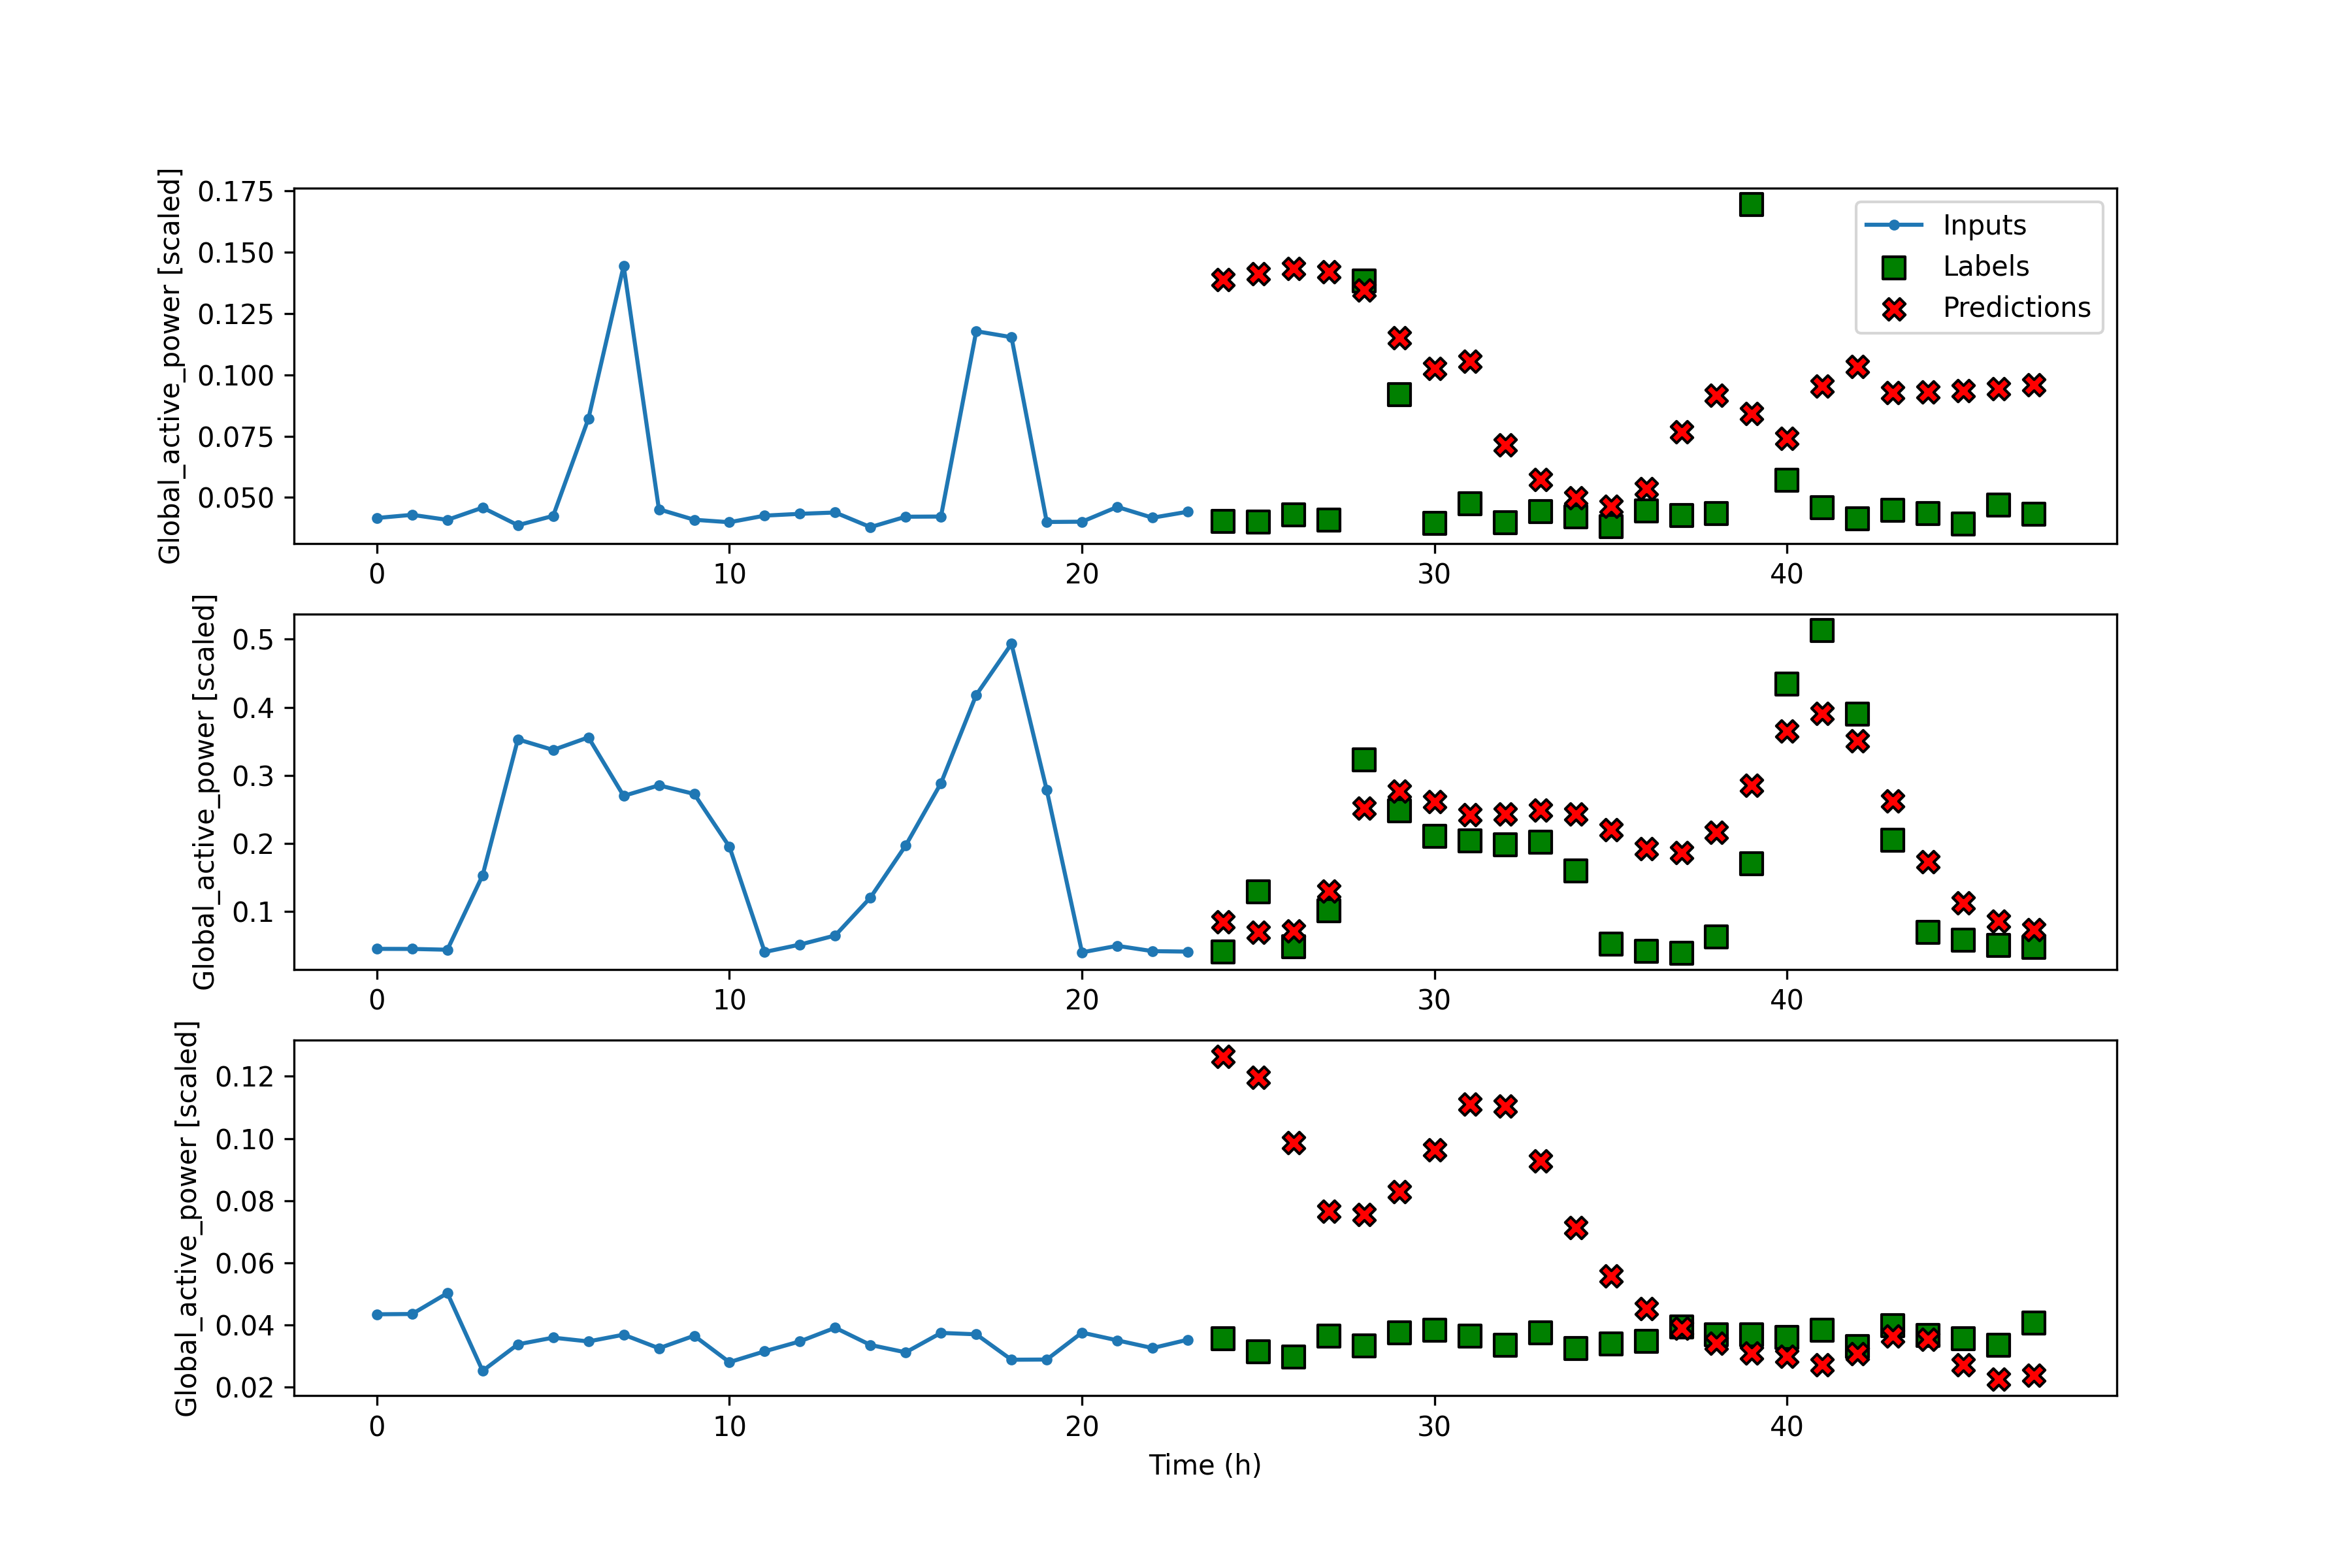 Global_active_power [scaled]
0.175
0.150
0.125
0.100
0.075
0.050
0 10 20 30 40
Inputs
Labels
Predictions
Global_active_power [scaled]
0.5
0.4
0.3
0.2
0.1
0 10 20 30 40
Global_active_power [scaled]
0.12
0.10
0.08
0.06
0.04
0.02
0 10 20 30 40
Time (h)